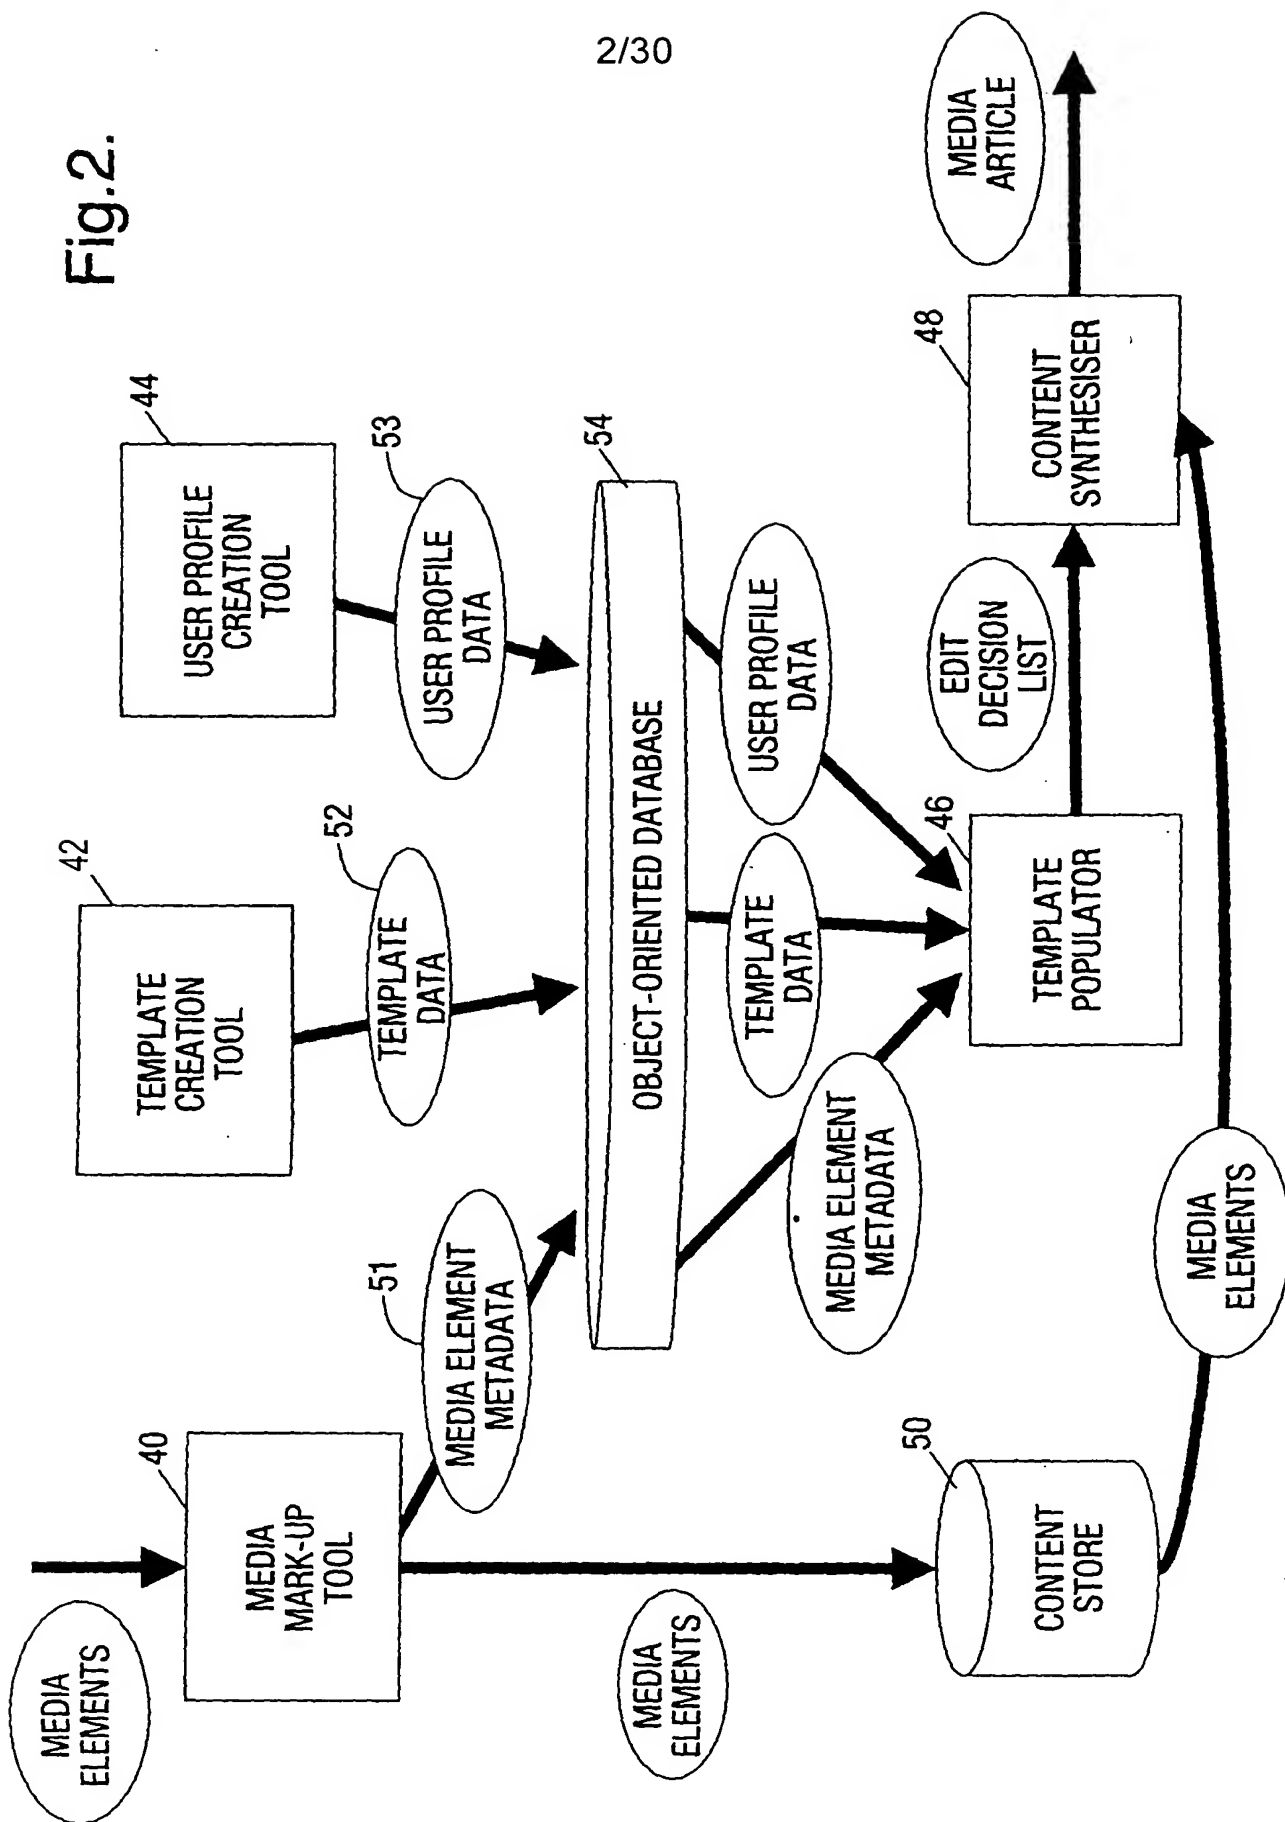 2/30
Fig.2.
MEDIA
ELEMENTS
40
MEDIA
MARK-UP
TOOL
42
TEMPLATE
CREATION
TOOL
44
USER PROFILE
CREATION
TOOL
51
MEDIA ELEMENT
METADATA
52
TEMPLATE
DATA
53
USER PROFILE
DATA
54
OBJECT-ORIENTED DATABASE
MEDIA
ELEMENTS
MEDIA ELEMENT
METADATA
TEMPLATE
DATA
USER PROFILE
DATA
50
CONTENT
STORE
46
TEMPLATE
POPULATOR
EDIT
DECISION
LIST
48
CONTENT
SYNTHESISER
MEDIA
ARTICLE
MEDIA
ELEMENTS